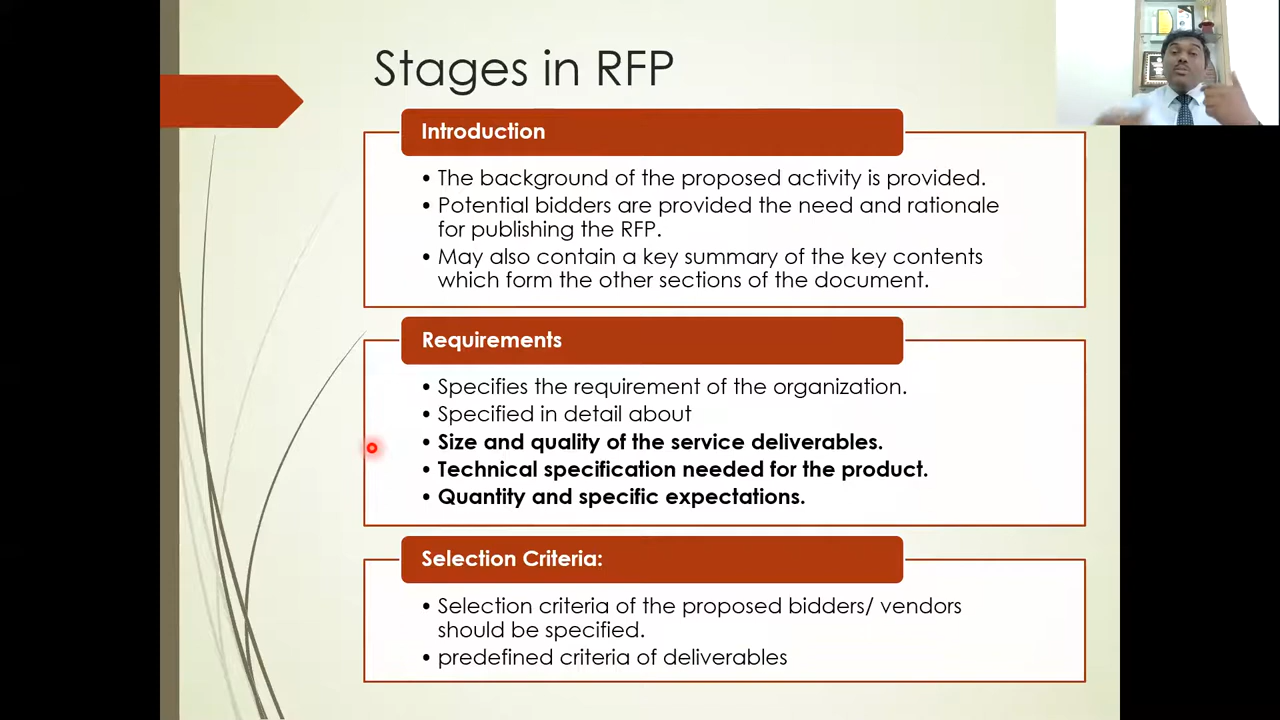 Stages in RFP
Introduction
• The background of the proposed activity is provided.
• Potential bidders are provided the need and rationale
for publishing the RFP.
• May also contain a key summary of the key contents
which form the other sections of the document.
Requirements
• Specifies the requirement of the organization.
• Specified in detail about
• Size and quality of the service deliverables.
• Technical specification needed for the product.
• Quantity and specific expectations.
Selection Criteria:
• Selection criteria of the proposed bidders/ vendors
should be specified.
• predefined criteria of deliverables